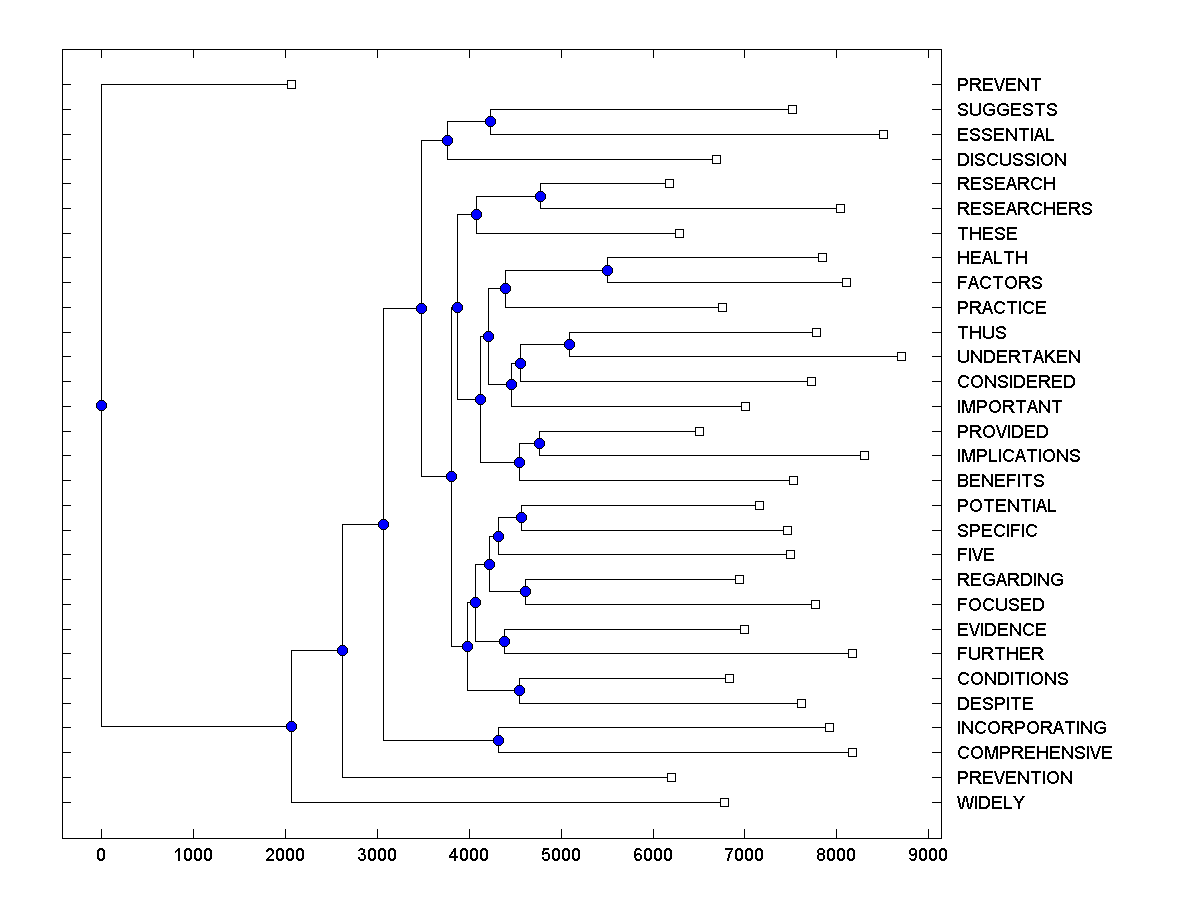 PREVENT
SUGGESTS
ESSENTIAL
DISCUSSION
RESEARCH
RESEARCHERS
THESE
HEALTH
FACTORS
PRACTICE
THUS
UNDERTAKEN
CONSIDERED
IMPORTANT
PROVIDED
IMPLICATIONS
BENEFITS
POTENTIAL
SPECIFIC
FIVE
REGARDING
FOCUSED
EVIDENCE
FURTHER
CONDITIONS
DESPITE
INCORPORATING
COMPREHENSIVE
PREVENTION
WIDELY
0 1000 2000 3000 4000 5000 6000 7000 8000 9000